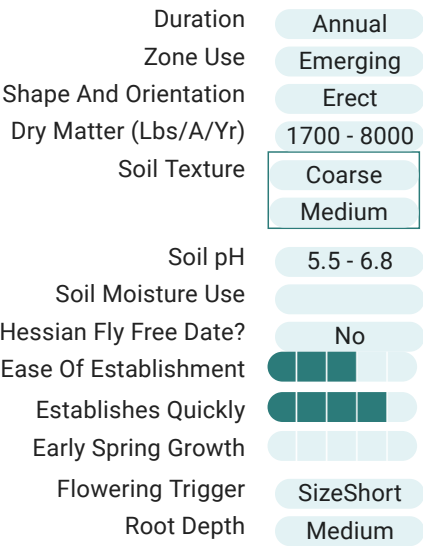 Duration Annual
Zone Use Emerging
Shape And Orientation Erect
Dry Matter (Lbs/A/Yr) 1700 - 8000
Soil Texture Coarse
Medium
Soil pH 5.5 - 6.8
Soil Moisture Use
Hessian Fly Free Date? No
Ease Of Establishment
Establishes Quickly
Early Spring Growth
Flowering Trigger SizeShort
Root Depth Medium